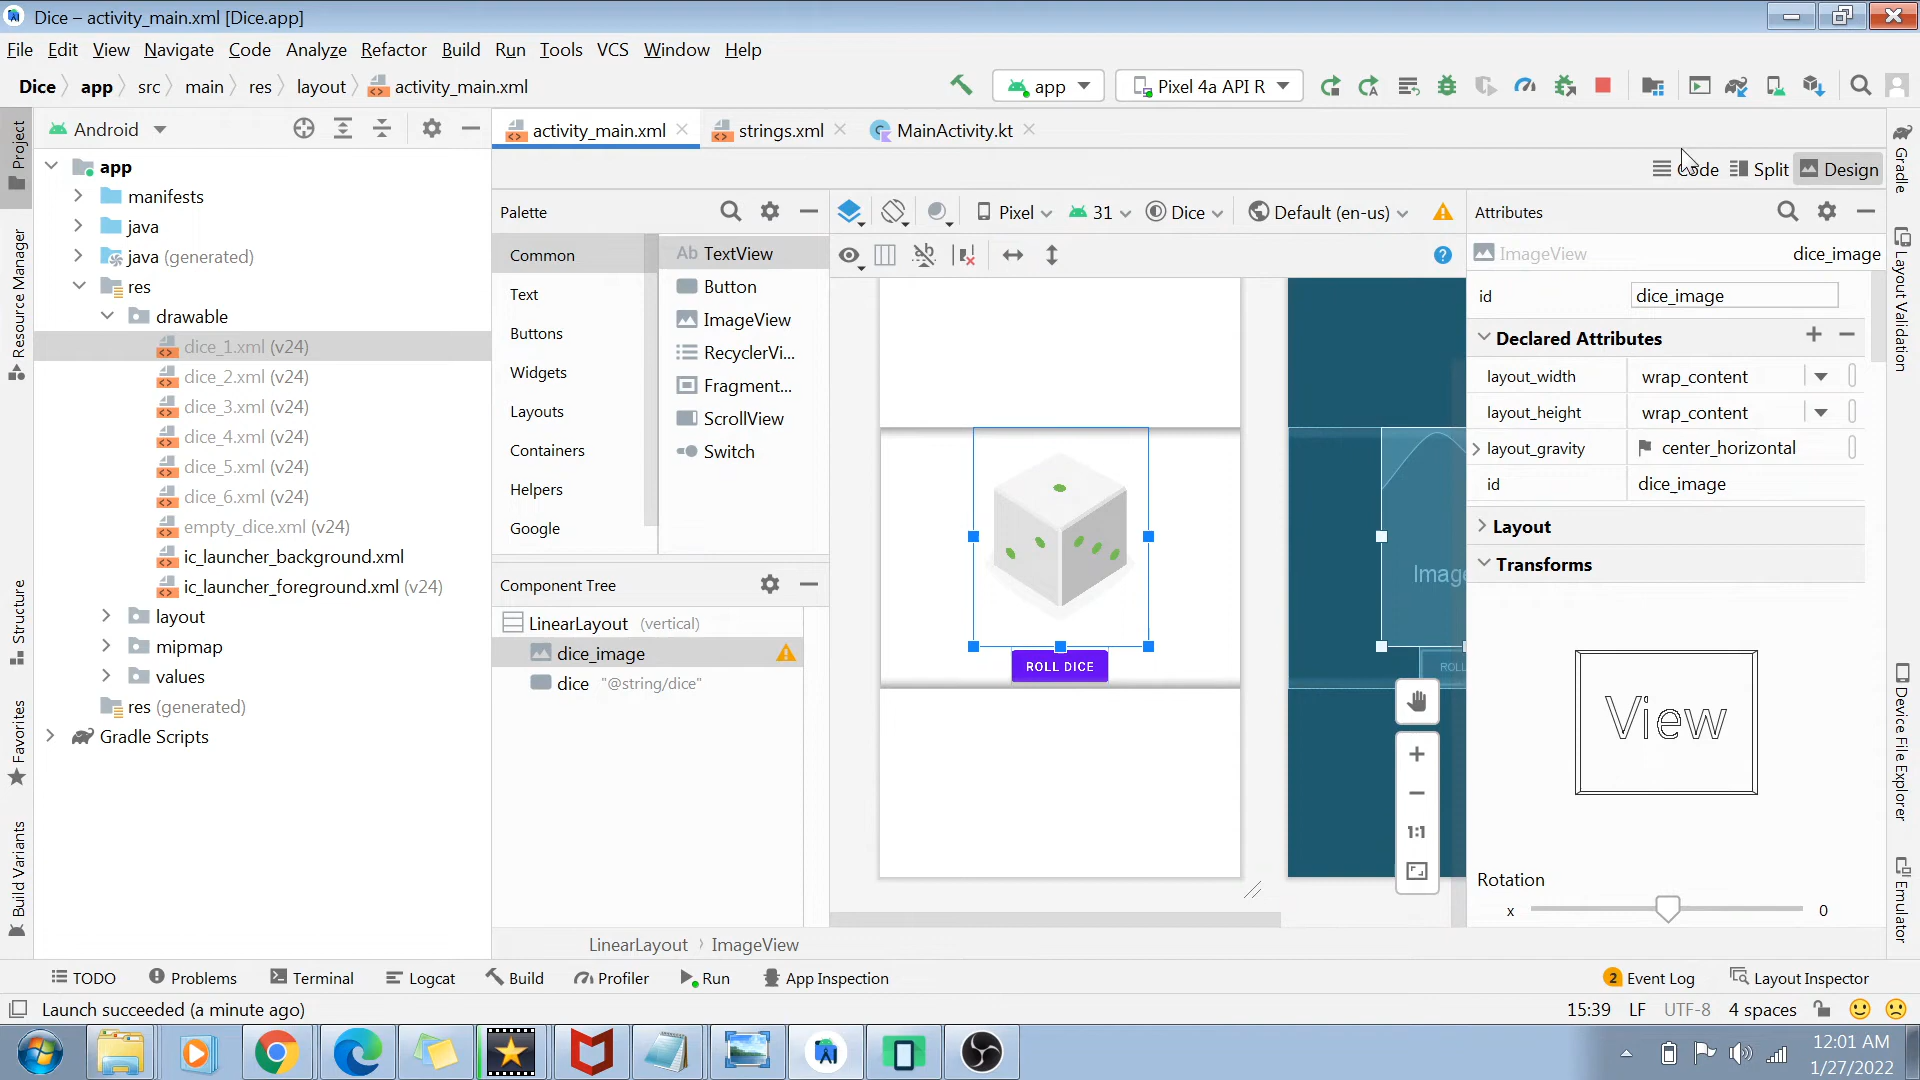 Dice – activity_main.xml [Dice.app]
File Edit View Navigate Code Analyze Refactor Build Run Tools VCS Window Help
Dice app src main res layout activity_main.xml
app
Pixel 4a API R
Project
Resource Manager
Structure
Favorites
Build Variants
Android
app
manifests
java
java (generated)
res
drawable
dice_1.xml (v24)
dice_2.xml (v24)
dice_3.xml (v24)
dice_4.xml (v24)
dice_5.xml (v24)
dice_6.xml (v24)
empty_dice.xml (v24)
ic_launcher_background.xml
ic_launcher_foreground.xml (v24)
layout
mipmap
values
res (generated)
Gradle Scripts
activity_main.xml
strings.xml
MainActivity.kt
Code Split Design
Palette
Common
Text
Buttons
Widgets
Layouts
Containers
Helpers
Google
Ab TextView
Button
ImageView
RecyclerVi...
Fragment...
ScrollView
Switch
Component Tree
LinearLayout (vertical)
dice_image
dice "@string/dice"
Pixel 31 Dice Default (en-us)
ROLL DICE
Image
ROLL
1:1
LinearLayout ImageView
Attributes
ImageView dice_image
id dice_image
Declared Attributes
layout_width wrap_content
layout_height wrap_content
layout_gravity center_horizontal
id dice_image
Layout
Transforms
View
Rotation
x 0
Gradle
Layout Validation
Device File Explorer
Emulator
TODO Problems Terminal Logcat Build Profiler Run App Inspection
2 Event Log Layout Inspector
Launch succeeded (a minute ago)
15:39 LF UTF-8 4 spaces
12:01 AM
1/27/2022